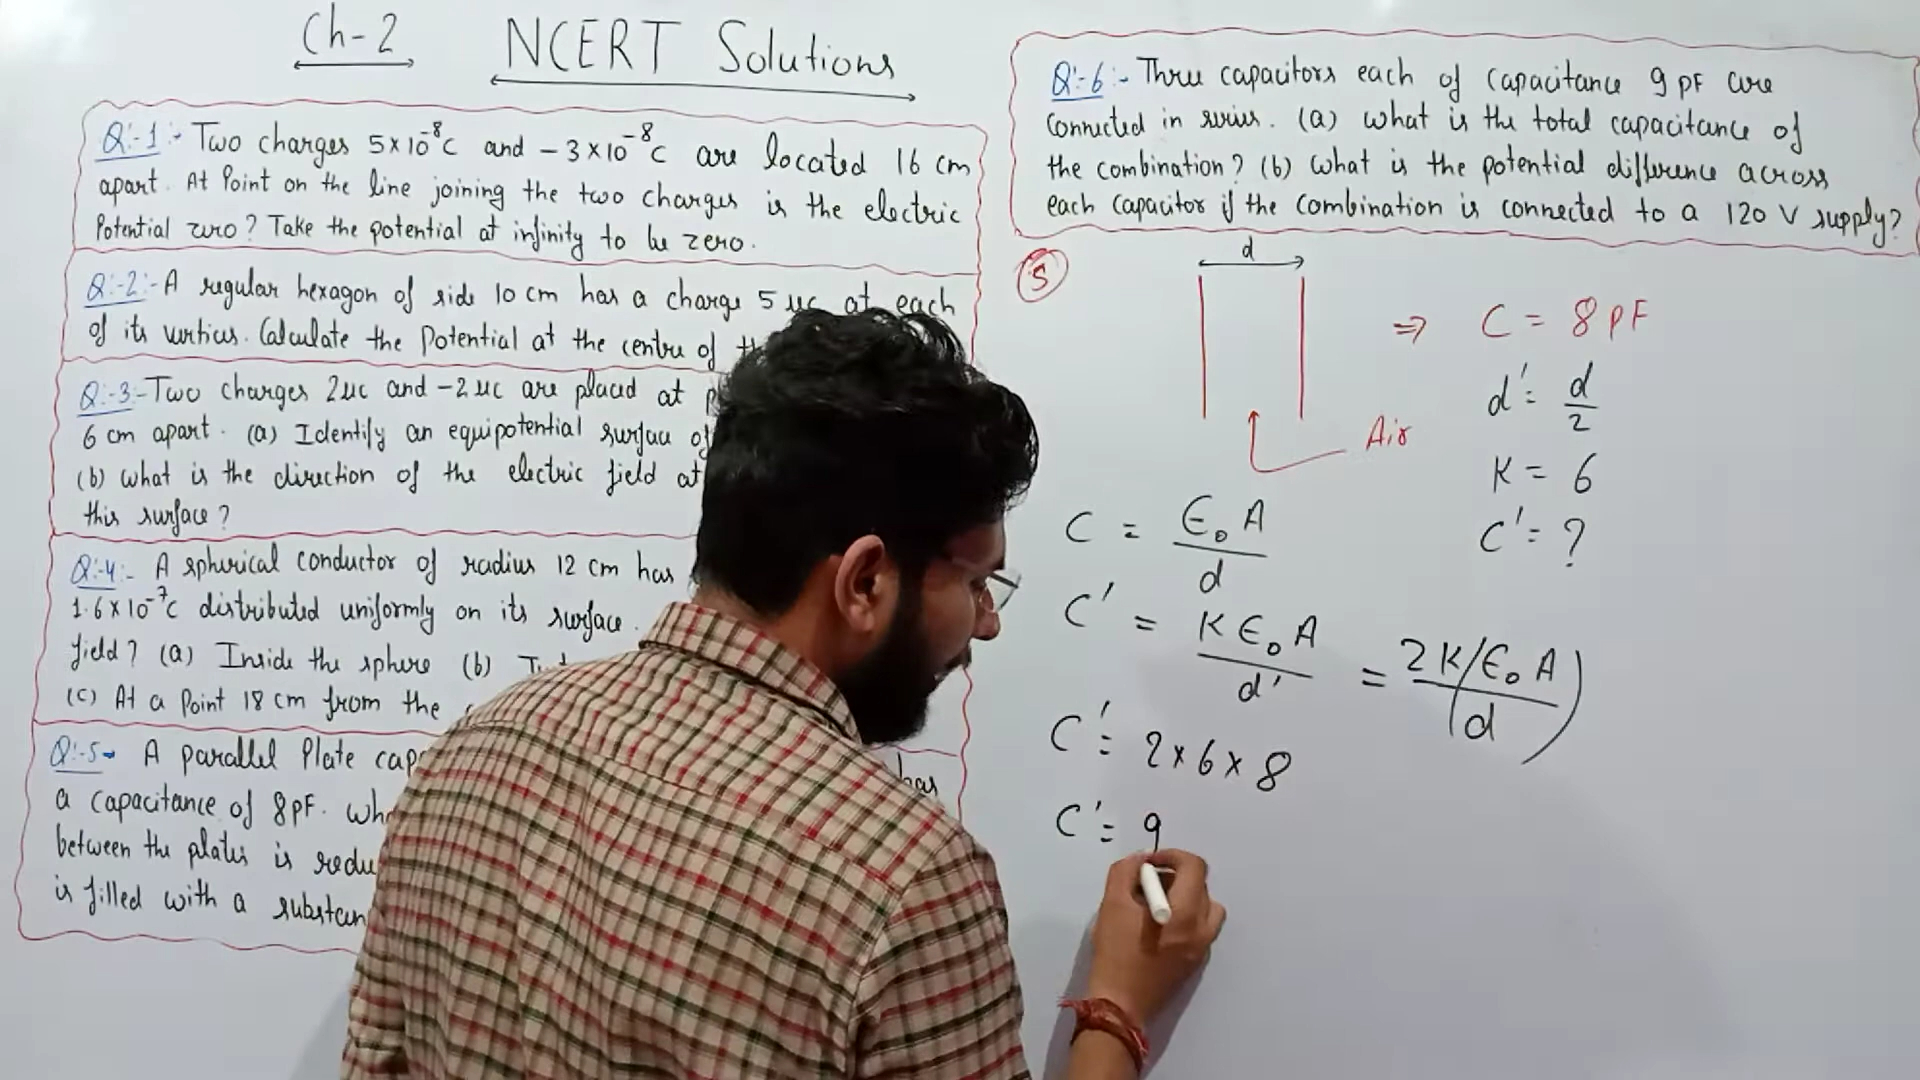 Ch-2 NCERT Solutions
Q:-1:- Two charges 5×10⁻⁸C and -3×10⁻⁸C are located 16 cm
apart. At Point on the line joining the two charges is the electric
Potential zero? Take the potential at infinity to be zero.
Q:-2:- A regular hexagon of side 10 cm has a charge 5 μc at each
of its vertices. Calculate the Potential at the centre of
Q:-3:- Two charges 2μc and -2μc are placed at
6 cm apart. (a) Identify an equipotential surface of
(b) what is the direction of the electric field at
this surface?
Q:-4:- A spherical conductor of radius 12 cm has
1.6×10⁻⁷c distributed uniformly on its surface.
field? (a) Inside the sphere (b)
(c) At a Point 18 cm from the
Q:-5- A parallel Plate has
a capacitance of 8pF.
between the plates is
is filled with a
Q:-6:- Three capacitors each of capacitance 9 pF are
connected in series. (a) what is the total capacitance of
the combination? (b) what is the potential difference across
each capacitor if the combination is connected to a 120 V supply?
5
d
Air
⇒ C = 8 pF
d' = d/2
K = 6
C' = ?
C = ϵ₀A/d
C' = Kϵ₀A/d' = 2K(ϵ₀A/d)
C' = 2×6×8
C' = 9